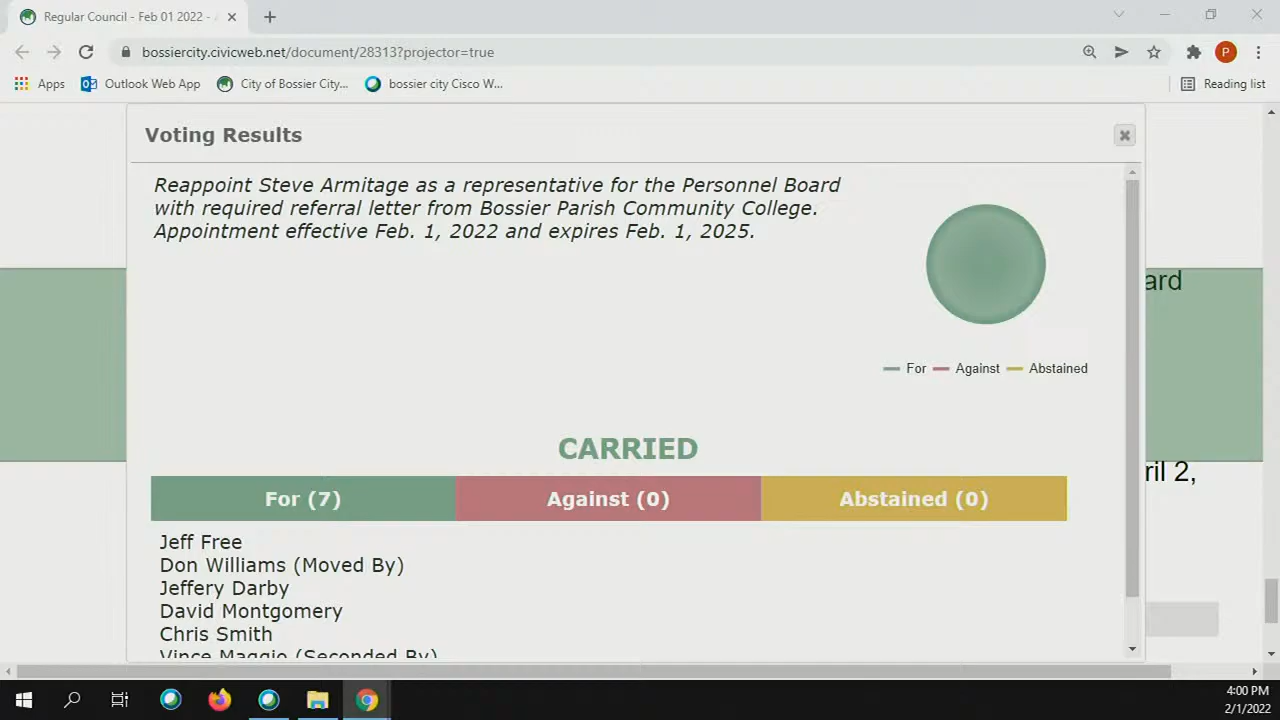 Regular Council - Feb 01 2022 -
bossiercity.civicweb.net/document/28313?projector=true
P
Apps
Outlook Web App
City of Bossier City...
bossier city Cisco W...
Reading list
Voting Results
Reappoint Steve Armitage as a representative for the Personnel Board
with required referral letter from Bossier Parish Community College.
Appointment effective Feb. 1, 2022 and expires Feb. 1, 2025.
ard
For Against Abstained
CARRIED
For (7) Against (0) Abstained (0)
ril 2,
Jeff Free
Don Williams (Moved By)
Jeffery Darby
David Montgomery
Chris Smith
Vince Maggio (Seconded By)
4:00 PM
2/1/2022